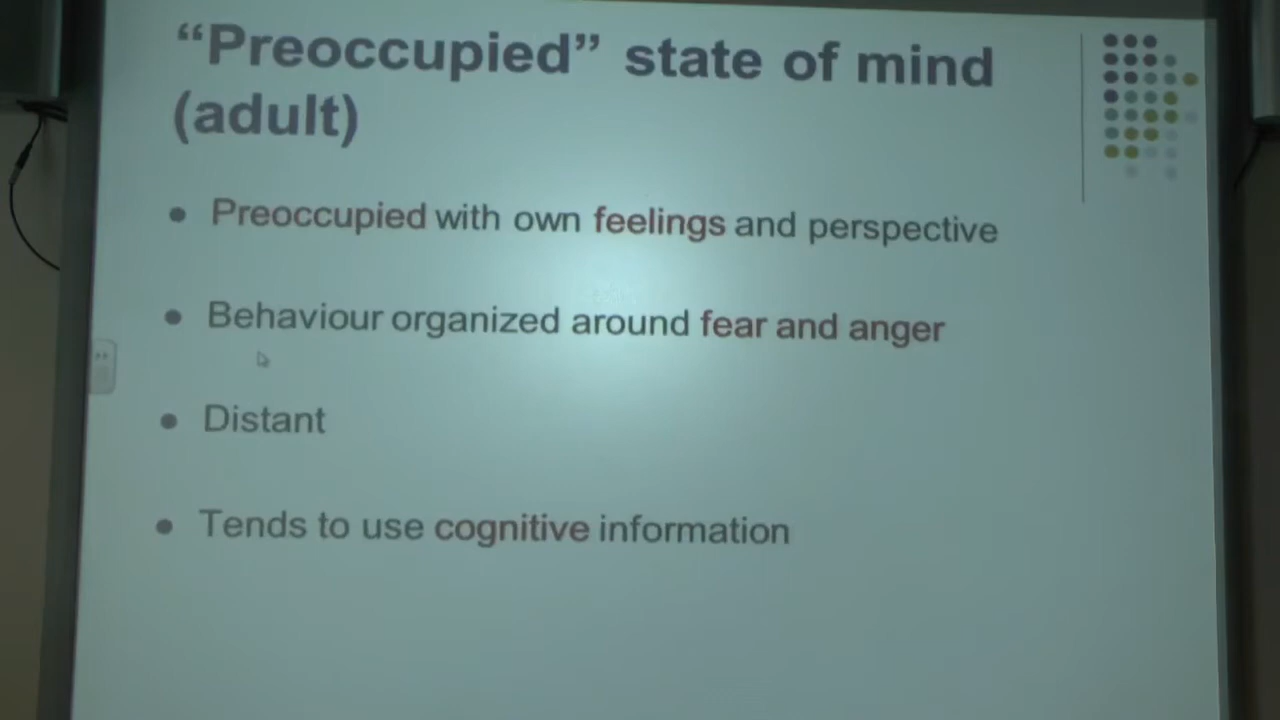 “Preoccupied” state of mind
(adult)
• Preoccupied with own feelings and perspective
• Behaviour organized around fear and anger
• Distant
• Tends to use cognitive information